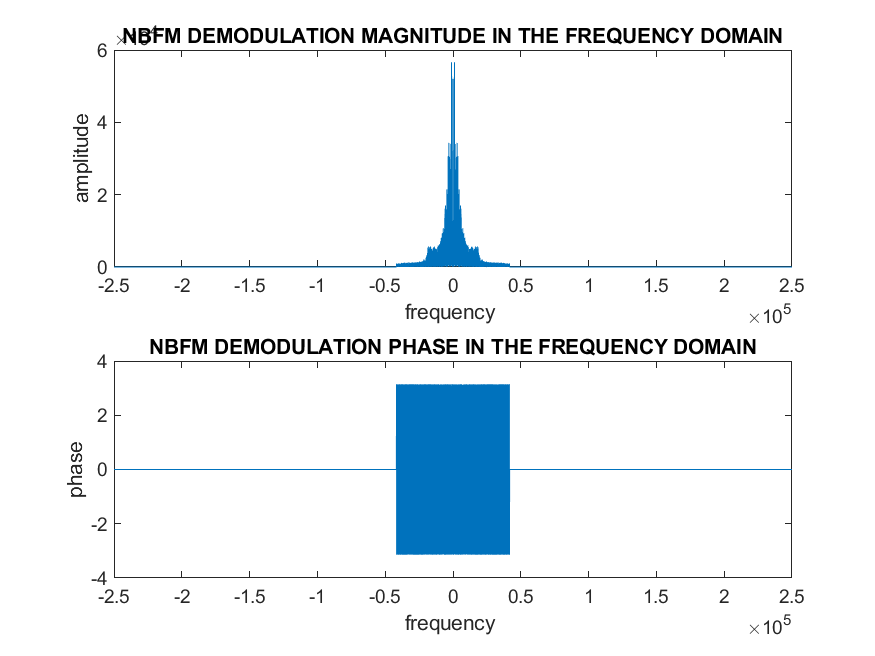 NBFM DEMODULATION MAGNITUDE IN THE FREQUENCY DOMAIN
×10^4
6
4
2
0
amplitude
-2.5 -2 -1.5 -1 -0.5 0 0.5 1 1.5 2 2.5
frequency
×10^5
NBFM DEMODULATION PHASE IN THE FREQUENCY DOMAIN
4
2
0
-2
-4
phase
-2.5 -2 -1.5 -1 -0.5 0 0.5 1 1.5 2 2.5
frequency
×10^5